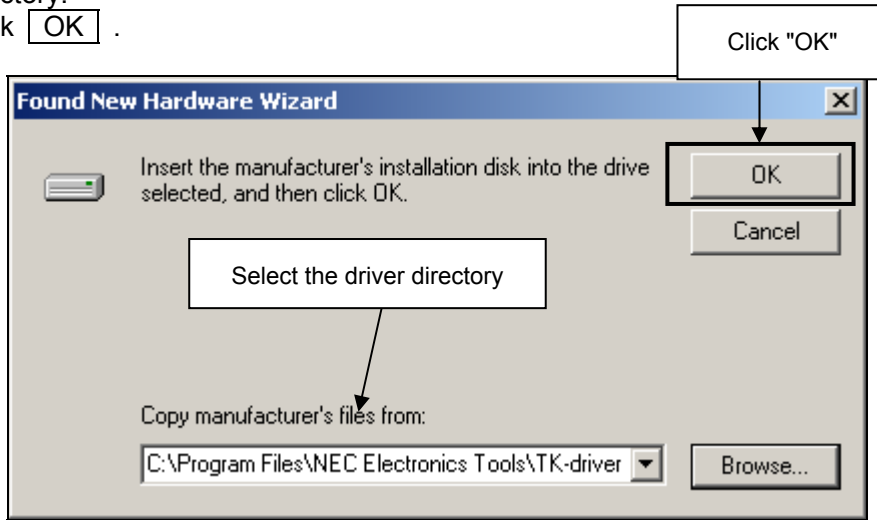 k OK .
Click "OK"
Found New Hardware Wizard
Insert the manufacturer's installation disk into the drive
selected, and then click OK.
OK
Cancel
Select the driver directory
Copy manufacturer's files from:
C:\Program Files\NEC Electronics Tools\TK-driver
Browse...